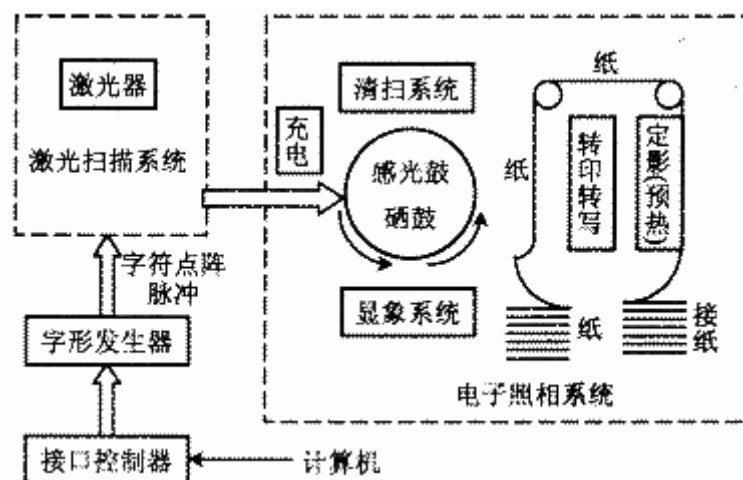 激光器
激光扫描系统
字符点阵
脉冲
字形发生器
接口控制器
计算机
充电
清扫系统
感光鼓
硒鼓
显象系统
纸
纸
转印转写
定影(预热)
纸
接纸
电子照相系统